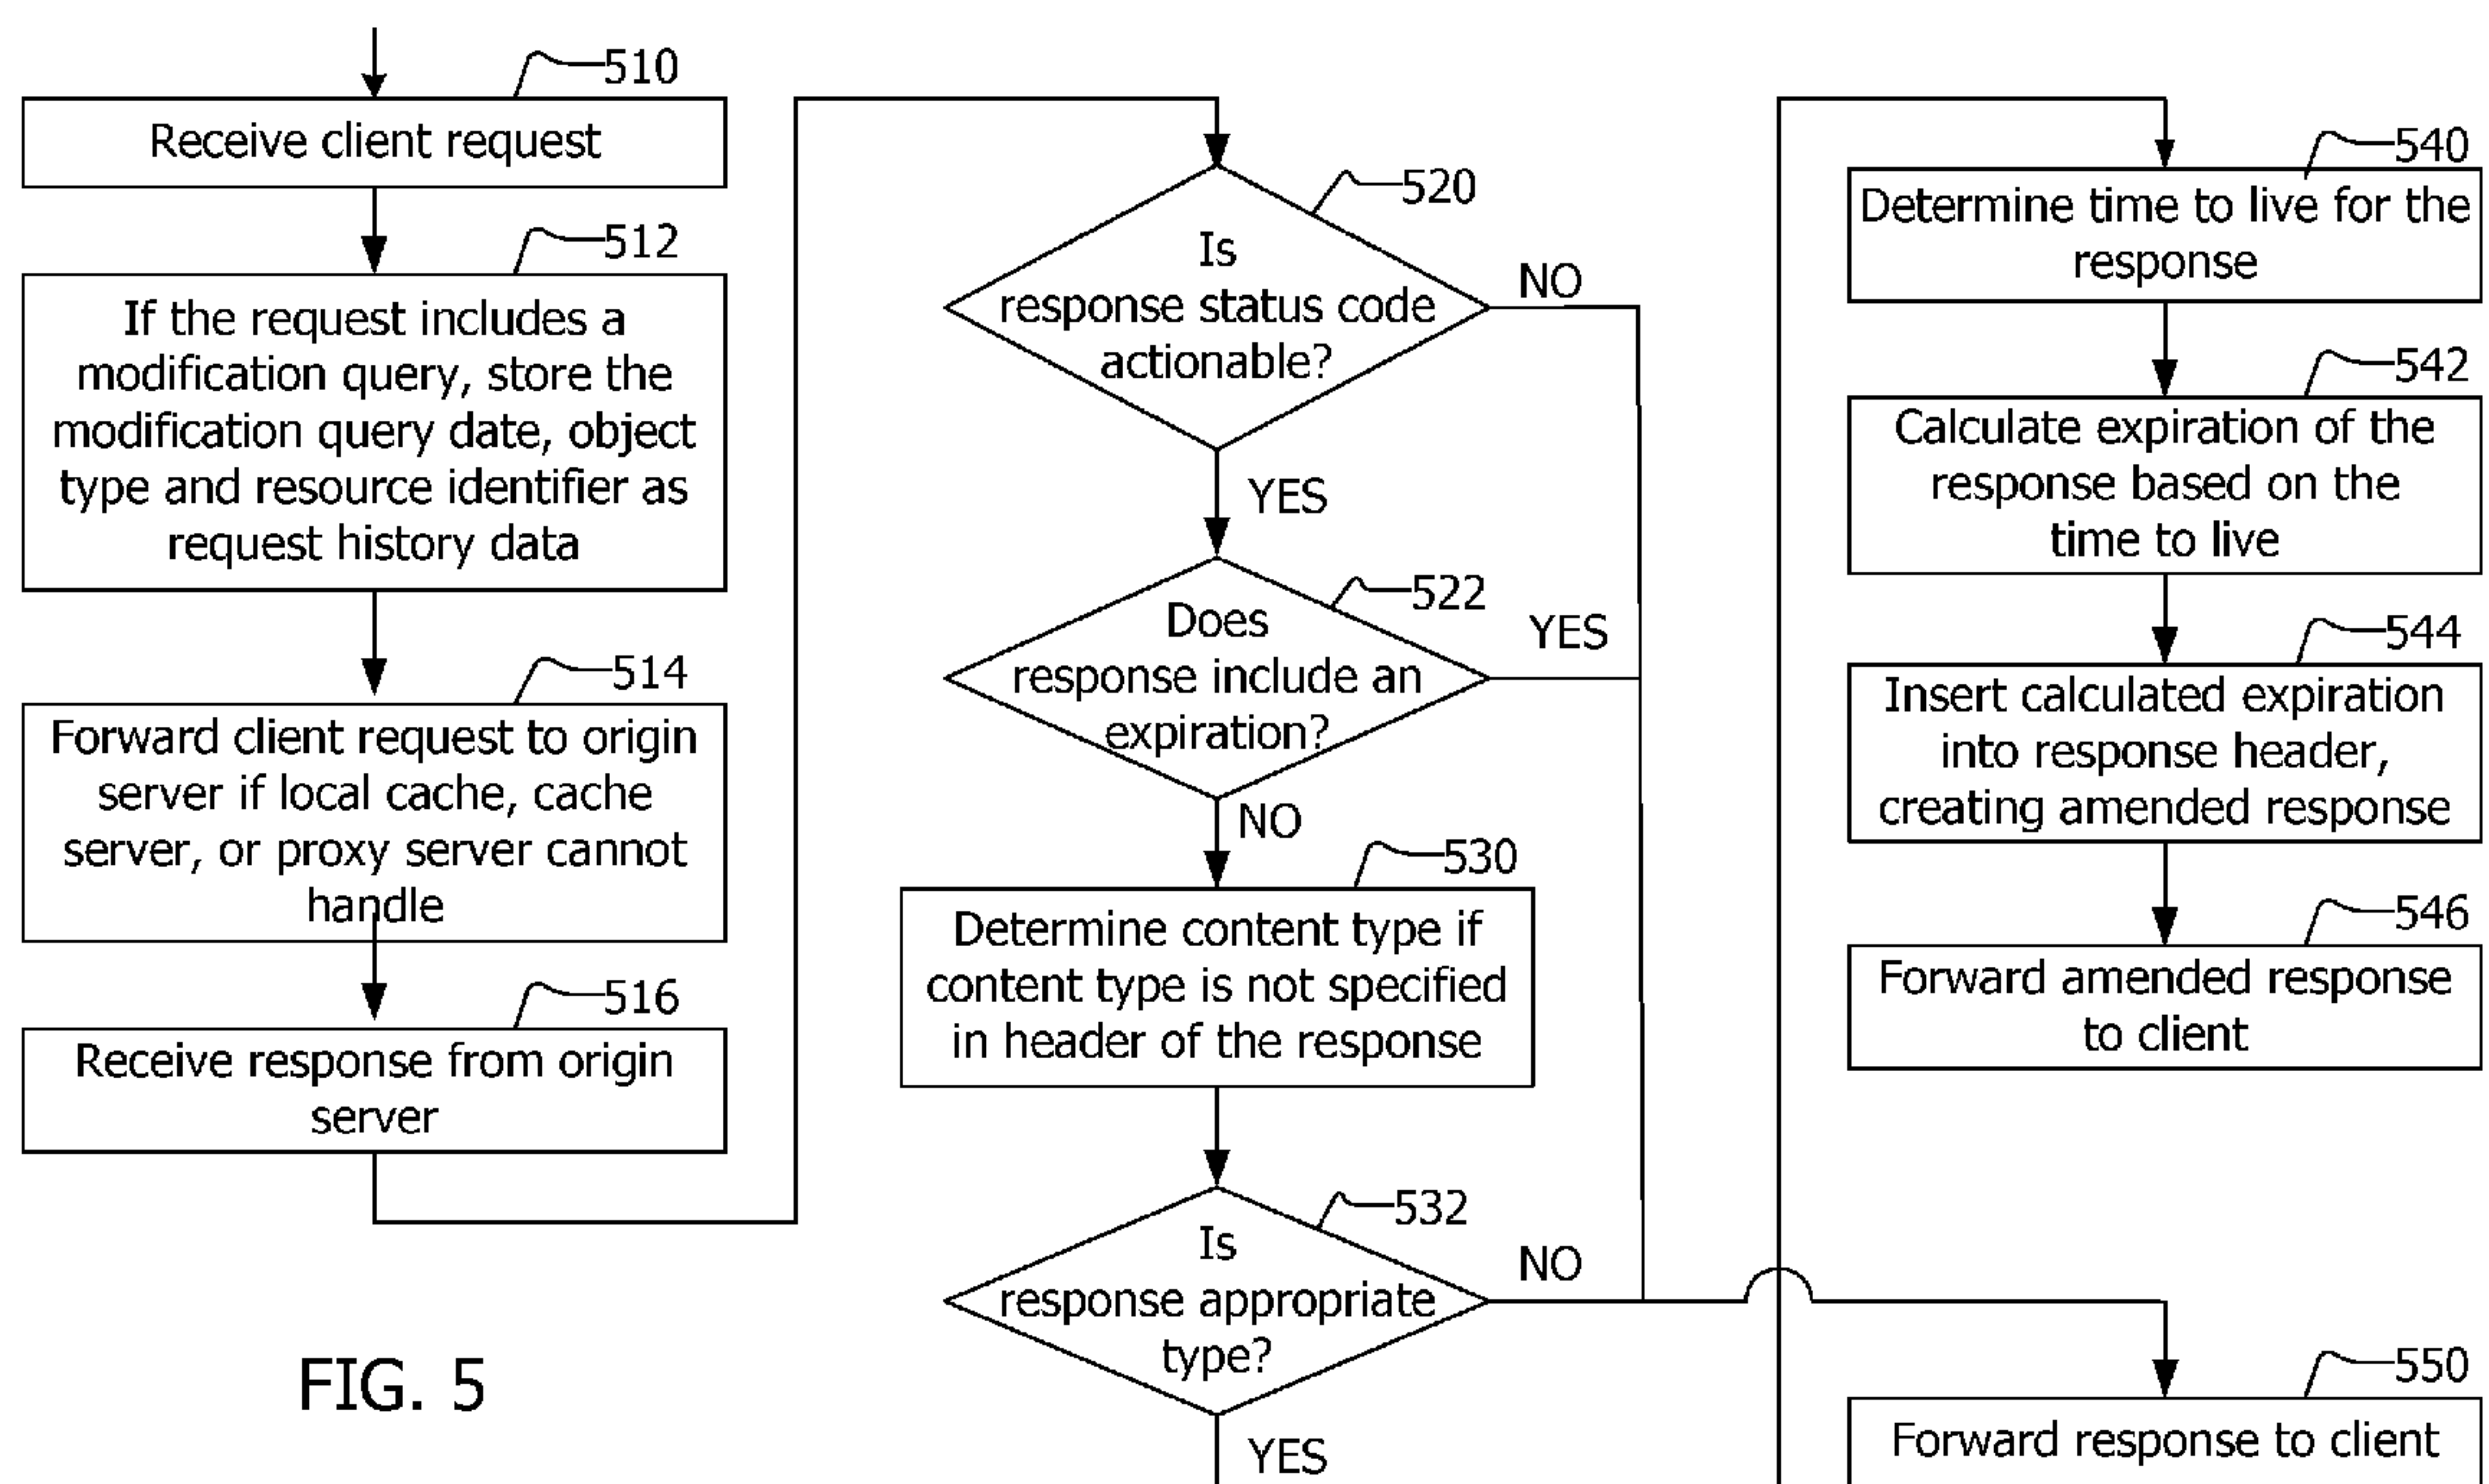 510
Receive client request
512
If the request includes a
modification query, store the
modification query date, object
type and resource identifier as
request history data
514
Forward client request to origin
server if local cache, cache
server, or proxy server cannot
handle
516
Receive response from origin
server
FIG. 5
520
Is
response status code
actionable?
NO
YES
522
Does
response include an
expiration?
YES
NO
530
Determine content type if
content type is not specified
in header of the response
532
Is
response appropriate
type?
NO
YES
540
Determine time to live for the
response
542
Calculate expiration of the
response based on the
time to live
544
Insert calculated expiration
into response header,
creating amended response
546
Forward amended response
to client
550
Forward response to client